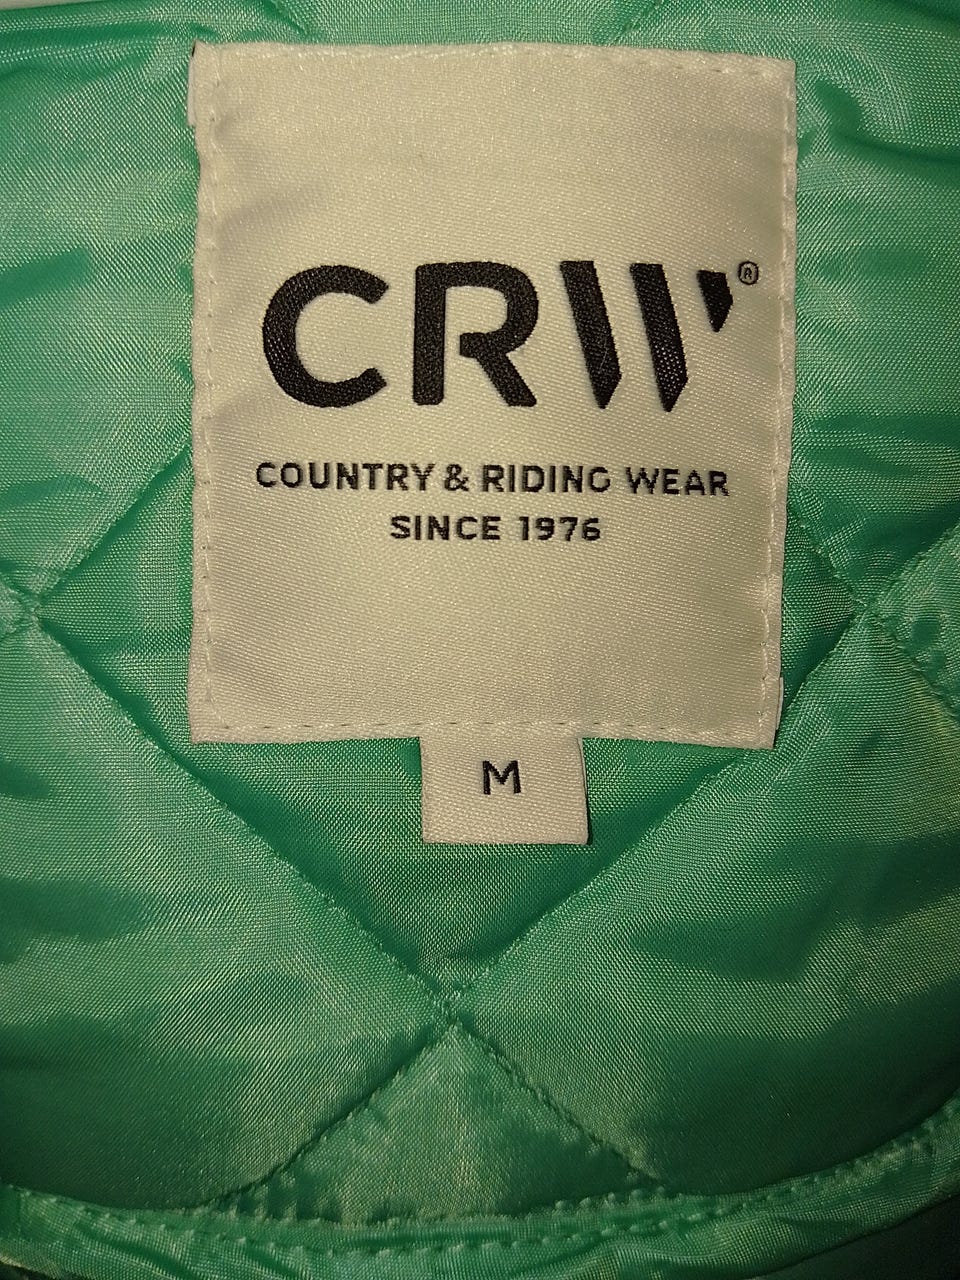 CRW®
COUNTRY & RIDING WEAR
SINCE 1976
M